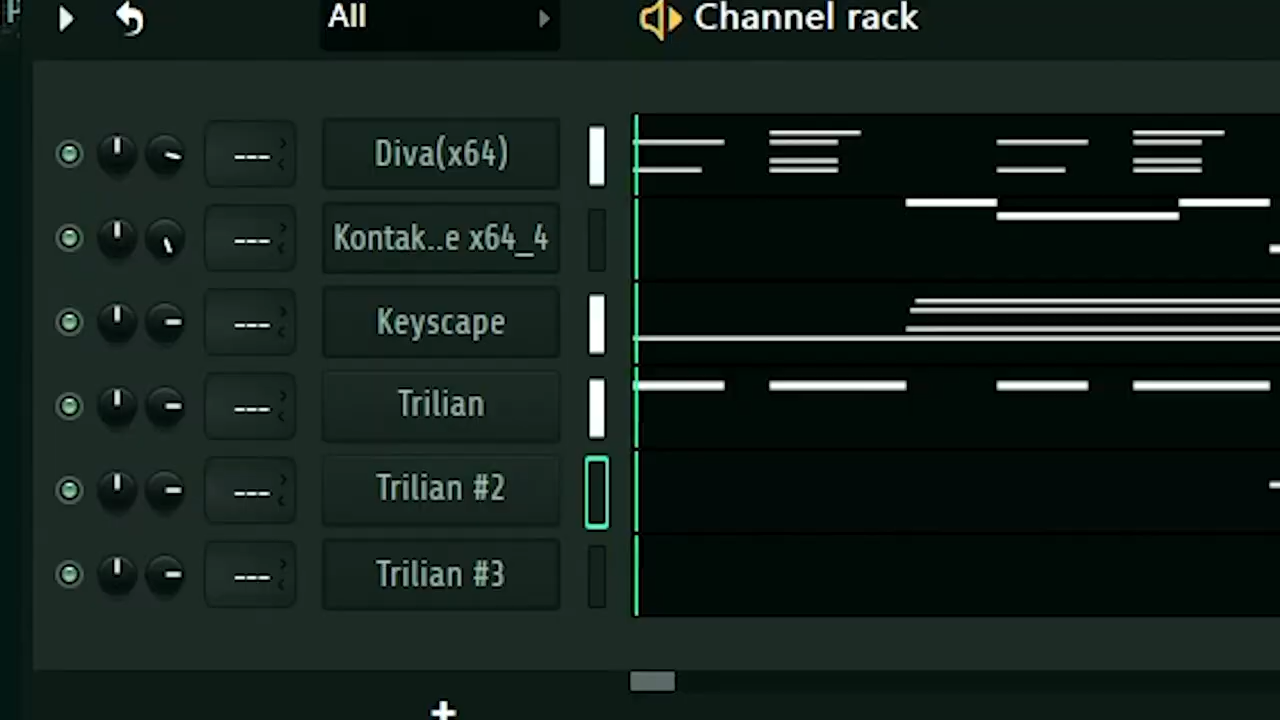 All
Channel rack
---
Diva(x64)
---
Kontak..e x64_4
---
Keyscape
---
Trilian
---
Trilian #2
---
Trilian #3